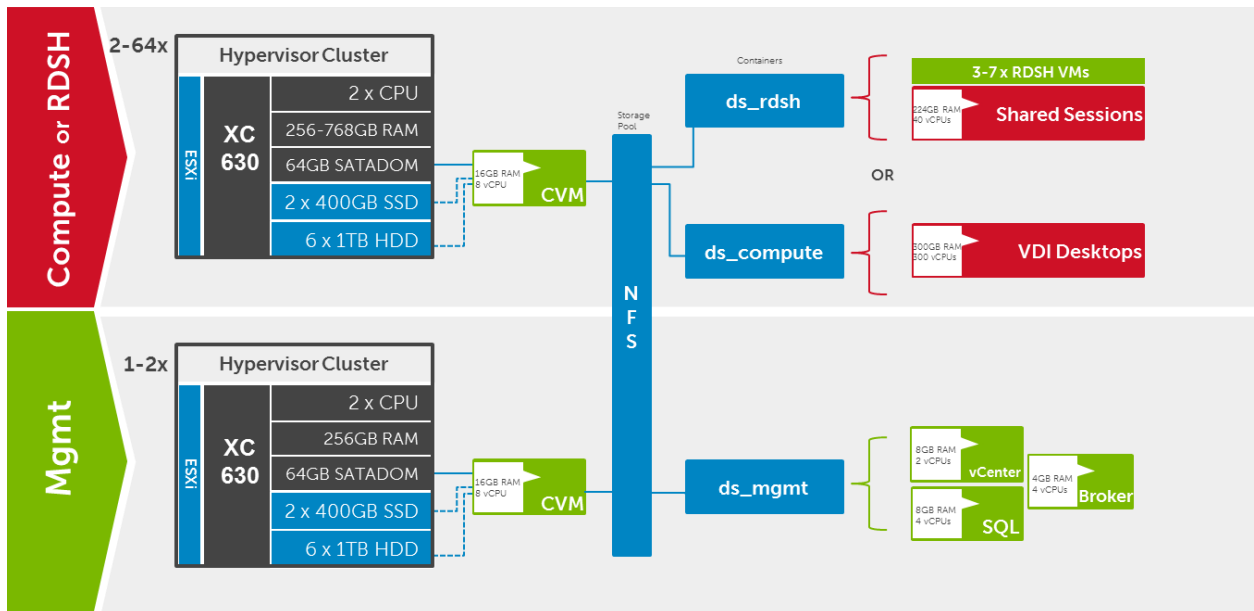 Compute or RDSH
2-64x
Hypervisor Cluster
ESXi
XC
630
2 x CPU
256-768GB RAM
64GB SATADOM
2 x 400GB SSD
6 x 1TB HDD
16GB RAM
8 vCPU
CVM
Storage
Pool
NFS
Containers
ds_rdsh
3-7 x RDSH VMs
224GB RAM
40 vCPUs
Shared Sessions
OR
ds_compute
300GB RAM
300 vCPUs
VDI Desktops
Mgmt
1-2x
Hypervisor Cluster
ESXi
XC
630
2 x CPU
256GB RAM
64GB SATADOM
2 x 400GB SSD
6 x 1TB HDD
16GB RAM
8 vCPU
CVM
ds_mgmt
8GB RAM
2 vCPUs
vCenter
8GB RAM
4 vCPUs
SQL
4GB RAM
4 vCPUs
Broker